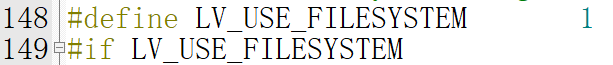 148 #define LV_USE_FILESYSTEM 1
149 #if LV_USE_FILESYSTEM